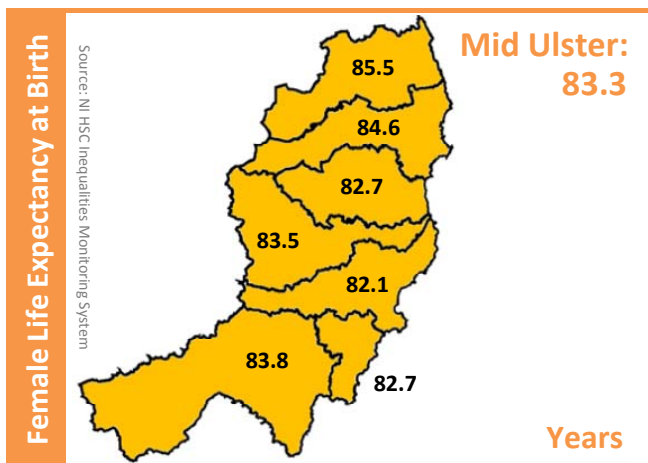 Female Life Expectancy at Birth
Source: NI HSC Inequalities Monitoring System
Mid Ulster:
83.3
85.5
84.6
82.7
83.5
82.1
83.8
82.7
Years